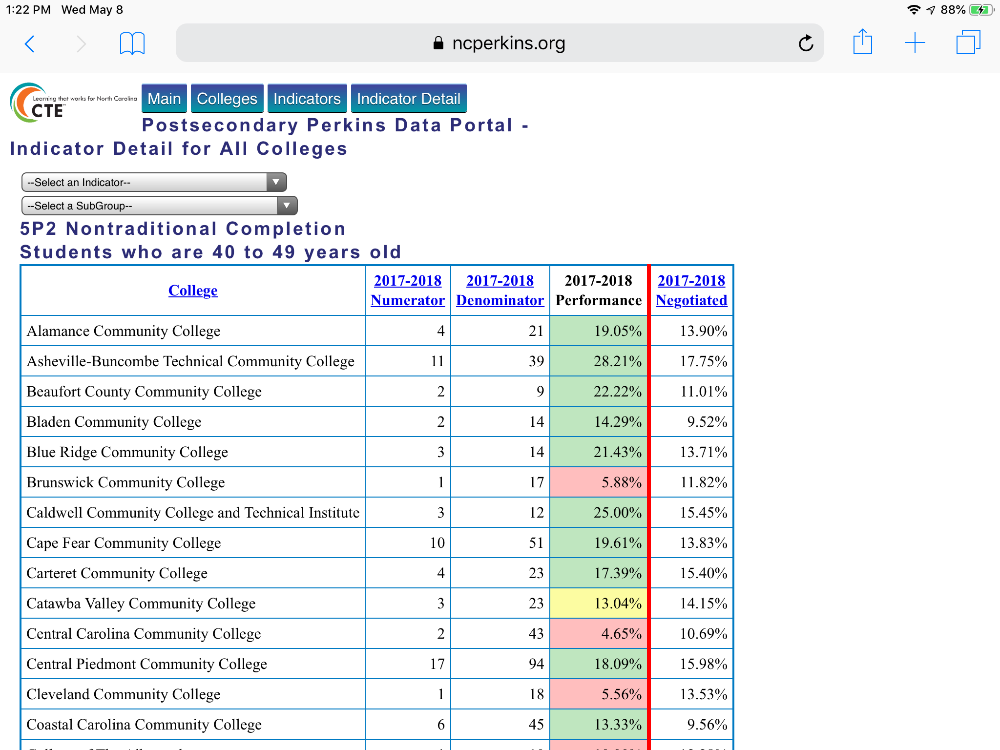 1:22 PM Wed May 8 88%
ncperkins.org
Learning that works for North Carolina
CTE™
Main Colleges Indicators Indicator Detail
Postsecondary Perkins Data Portal -
Indicator Detail for All Colleges
--Select an Indicator--
--Select a SubGroup--
5P2 Nontraditional Completion
Students who are 40 to 49 years old
College 2017-2018 Numerator 2017-2018 Denominator 2017-2018 Performance 2017-2018 Negotiated
Alamance Community College 4 21 19.05% 13.90%
Asheville-Buncombe Technical Community College 11 39 28.21% 17.75%
Beaufort County Community College 2 9 22.22% 11.01%
Bladen Community College 2 14 14.29% 9.52%
Blue Ridge Community College 3 14 21.43% 13.71%
Brunswick Community College 1 17 5.88% 11.82%
Caldwell Community College and Technical Institute 3 12 25.00% 15.45%
Cape Fear Community College 10 51 19.61% 13.83%
Carteret Community College 4 23 17.39% 15.40%
Catawba Valley Community College 3 23 13.04% 14.15%
Central Carolina Community College 2 43 4.65% 10.69%
Central Piedmont Community College 17 94 18.09% 15.98%
Cleveland Community College 1 18 5.56% 13.53%
Coastal Carolina Community College 6 45 13.33% 9.56%